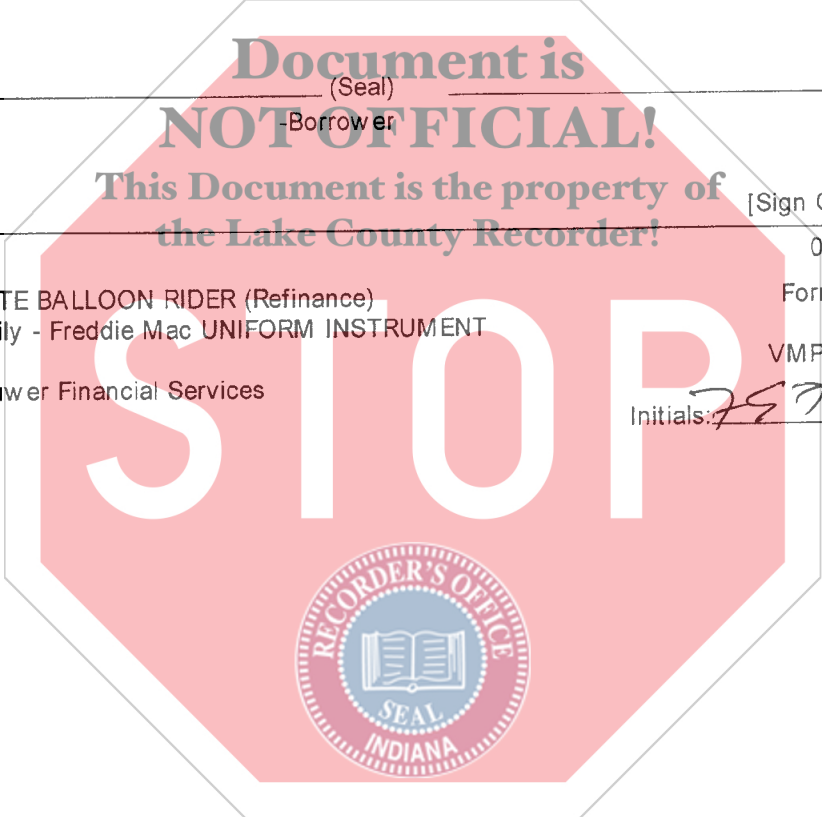 Document is
(Seal)
-Borrower
NOT OFFICIAL!
This Document is the property of
[Sign
the Lake County Recorder!
TE BALLOON RIDER (Refinance)
ily - Freddie Mac UNIFORM INSTRUMENT
VMP
wer Financial Services
Initials:
STOP
RECORDER'S OFFICE
SEAL
INDIANA